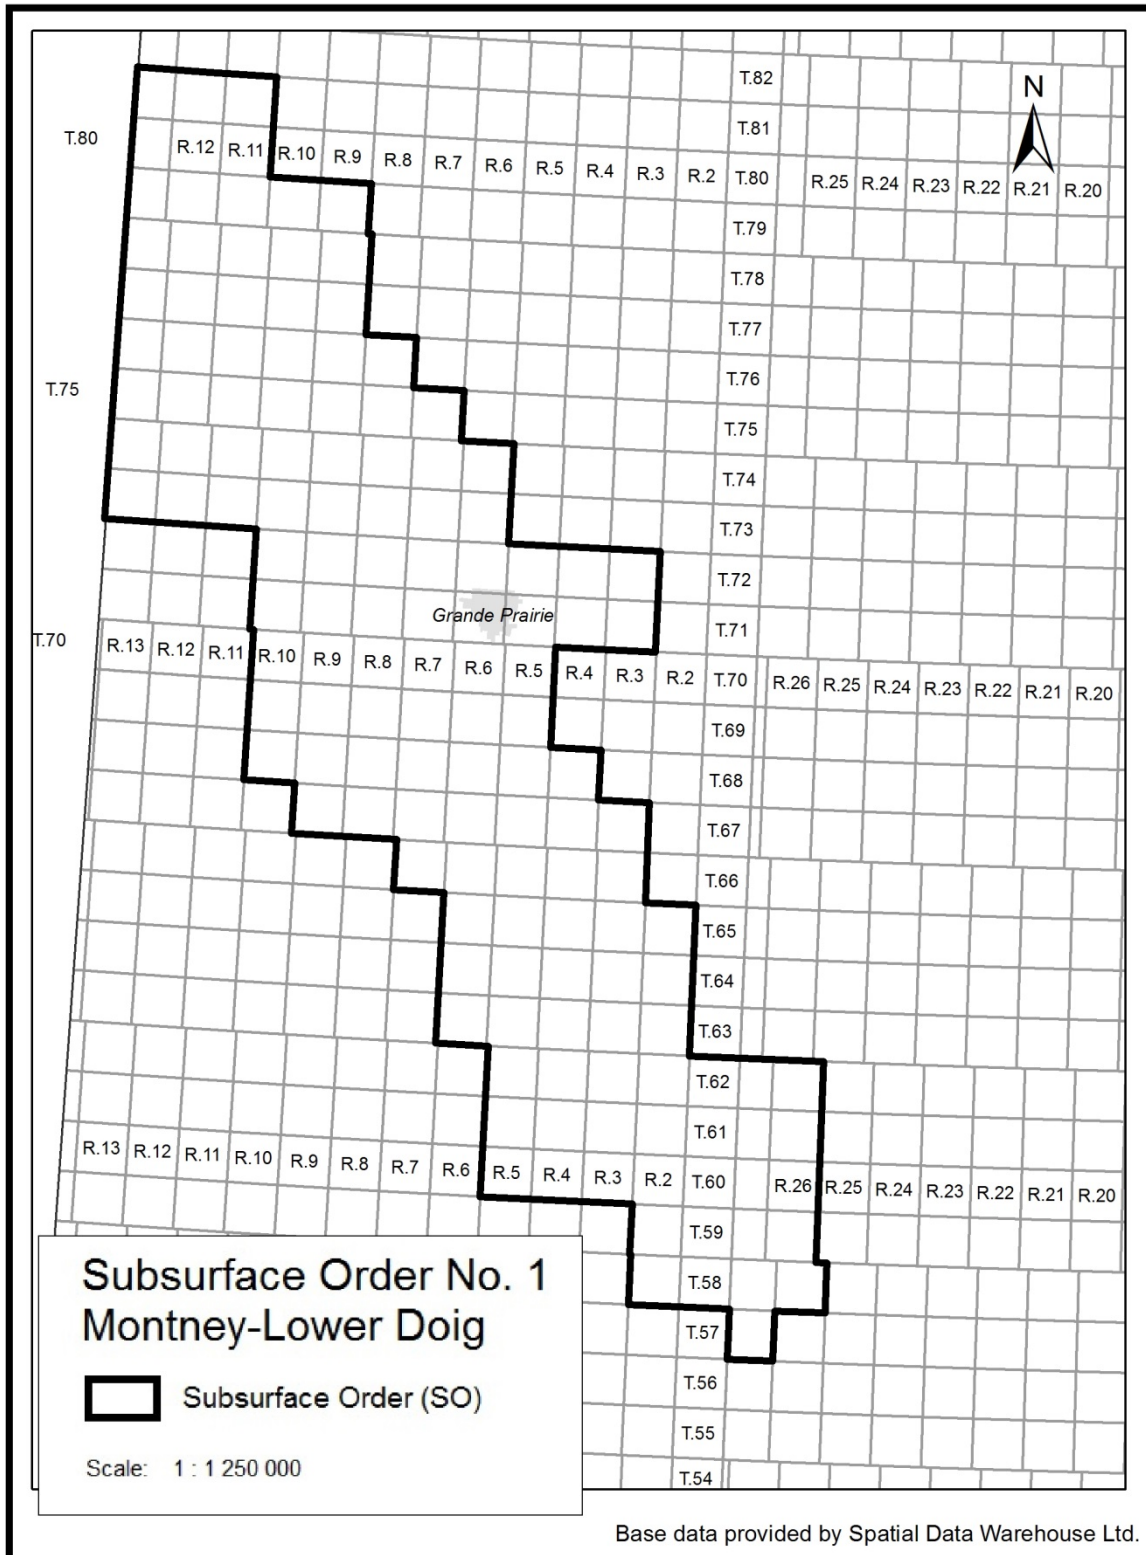 T.82
N
T.81
T.80
R.12 R.11 R.10 R.9 R.8 R.7 R.6 R.5 R.4 R.3 R.2 T.80 R.25 R.24 R.23 R.22 R.21 R.20
T.79
T.78
T.77
T.76
T.75
T.75
T.74
T.73
T.72
Grande Prairie
T.71
T.70
R.13 R.12 R.11 R.10 R.9 R.8 R.7 R.6 R.5 R.4 R.3 R.2 T.70 R.26 R.25 R.24 R.23 R.22 R.21 R.20
T.69
T.68
T.67
T.66
T.65
T.64
T.63
T.62
T.61
R.13 R.12 R.11 R.10 R.9 R.8 R.7 R.6 R.5 R.4 R.3 R.2 T.60 R.26 R.25 R.24 R.23 R.22 R.21 R.20
T.59
T.58
T.57
T.56
T.55
T.54
Subsurface Order No. 1
Montney-Lower Doig
Subsurface Order (SO)
Scale: 1 : 1 250 000
Base data provided by Spatial Data Warehouse Ltd.